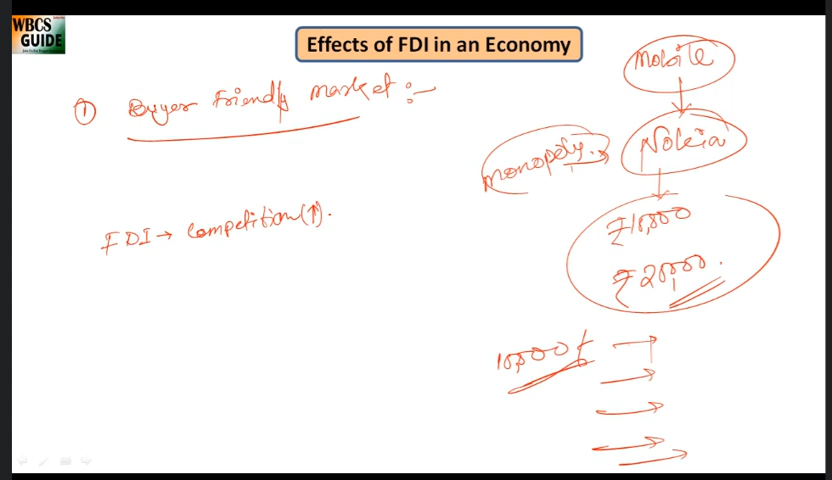 WBCS
GUIDE
Effects of FDI in an Economy
① Buyer Friendly market :-
FDI → Competition (↑).
Mobile
Nokia
monopoly.
₹10,000
₹20,000.
10,000